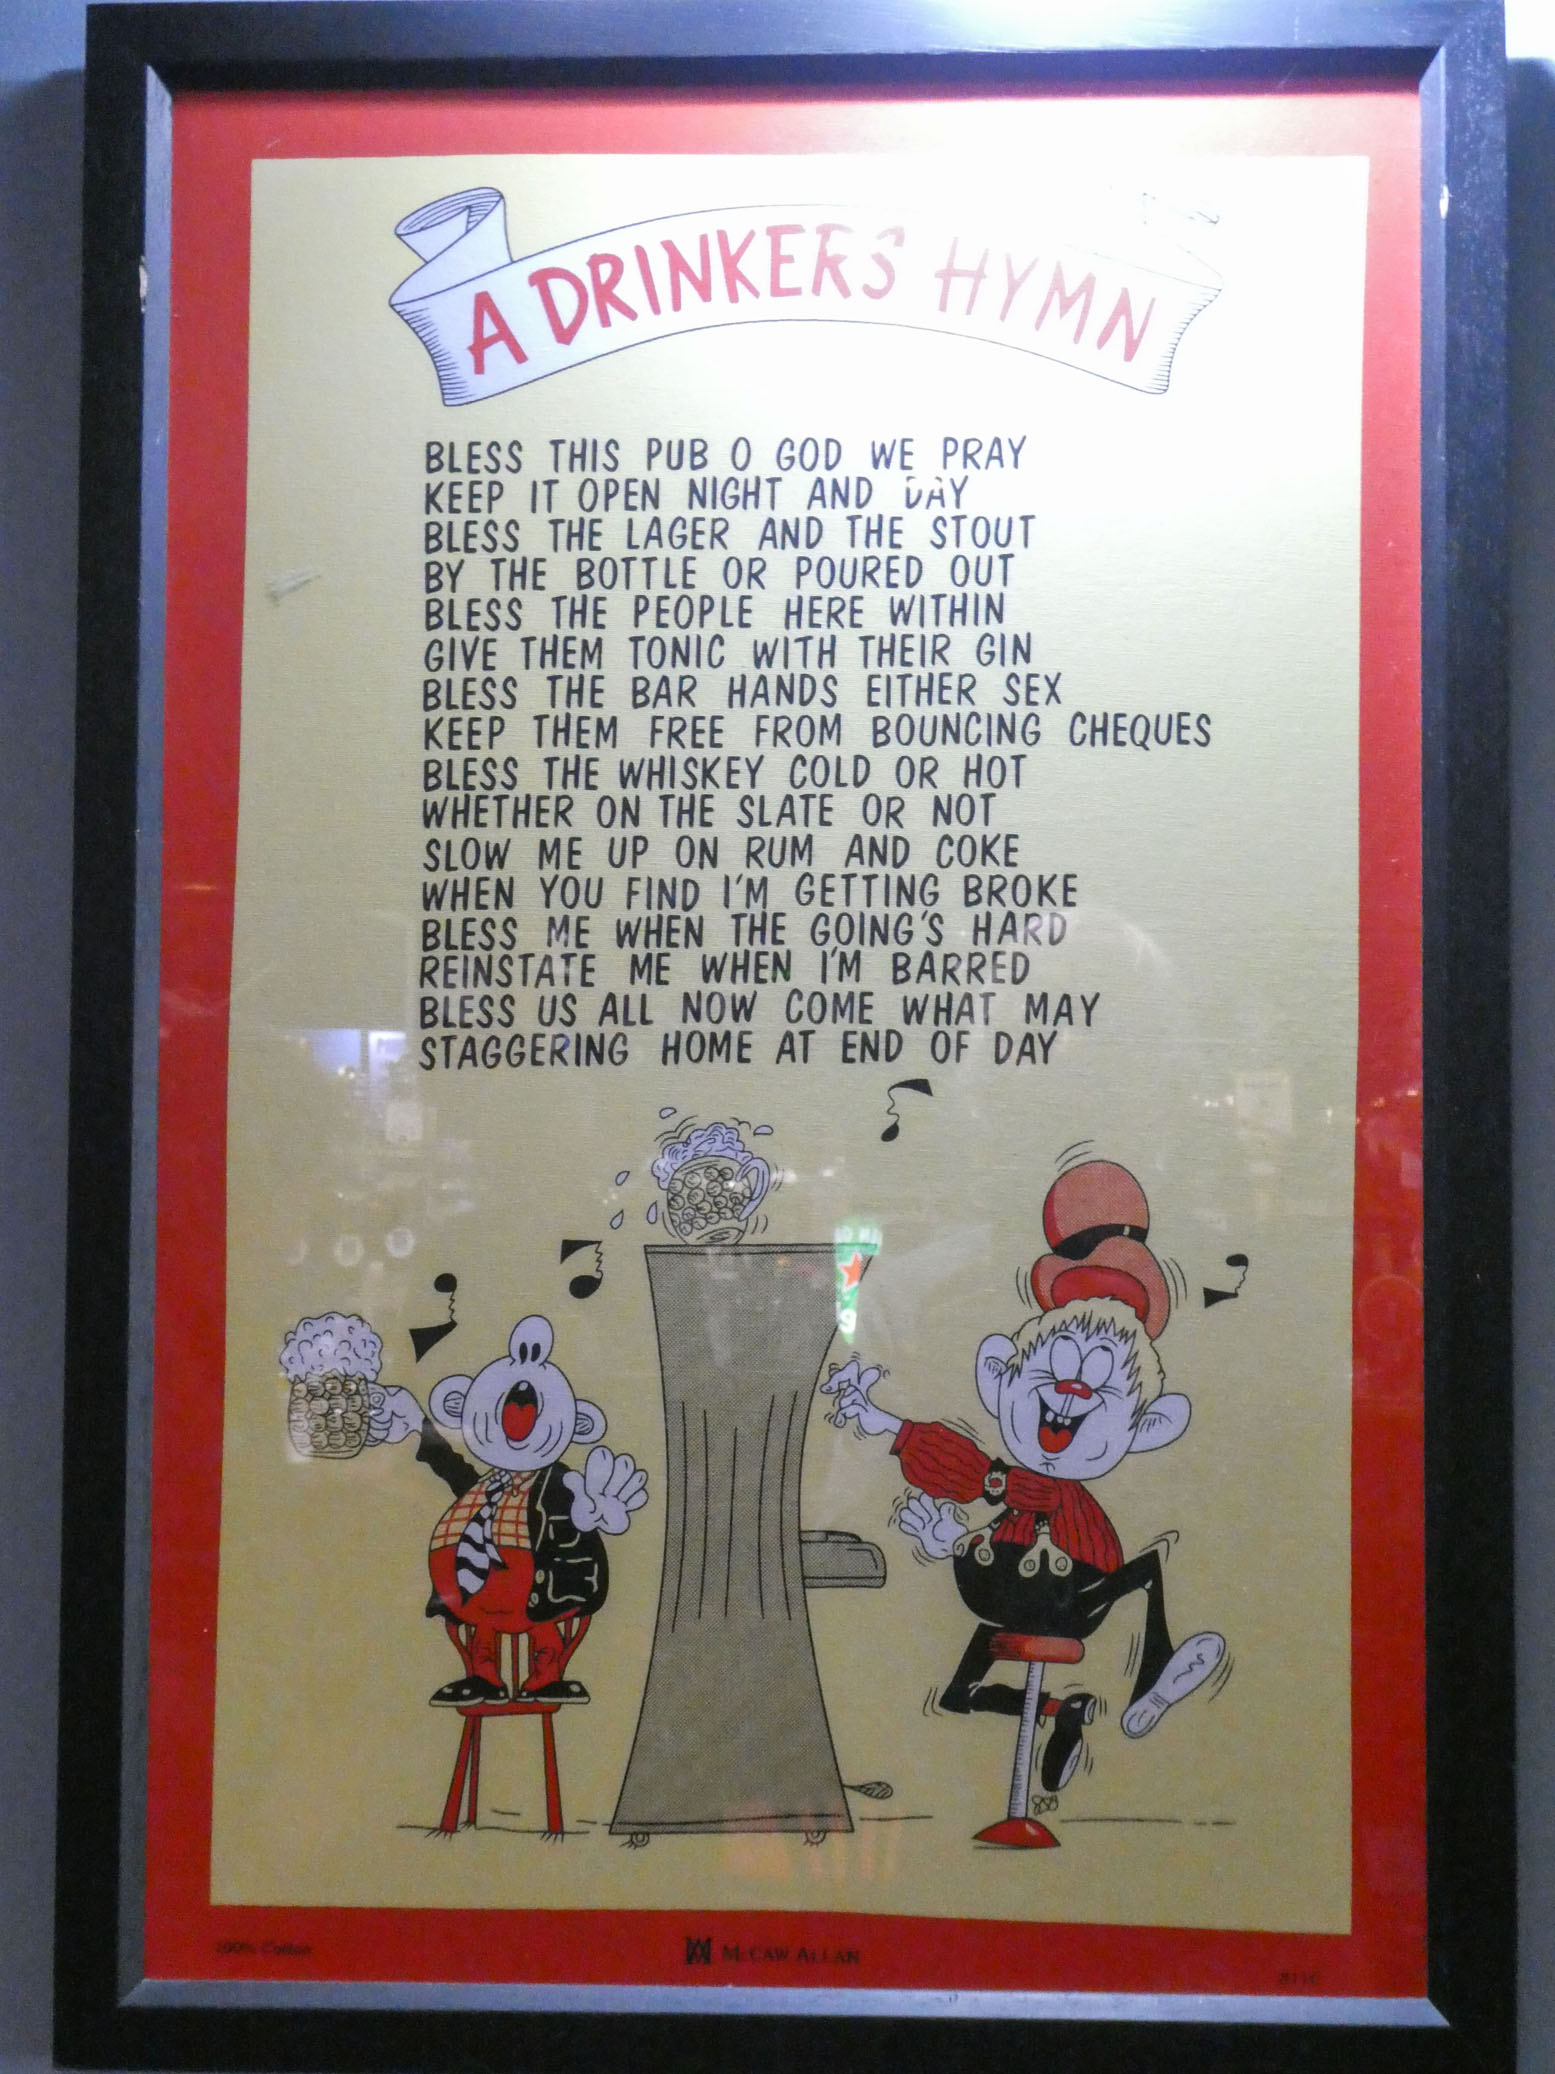 A DRINKERS HYMN
BLESS THIS PUB O GOD WE PRAY
KEEP IT OPEN NIGHT AND DAY
BLESS THE LAGER AND THE STOUT
BY THE BOTTLE OR POURED OUT
BLESS THE PEOPLE HERE WITHIN
GIVE THEM TONIC WITH THEIR GIN
BLESS THE BAR HANDS EITHER SEX
KEEP THEM FREE FROM BOUNCING CHEQUES
BLESS THE WHISKEY COLD OR HOT
WHETHER ON THE SLATE OR NOT
SLOW ME UP ON RUM AND COKE
WHEN YOU FIND I'M GETTING BROKE
BLESS ME WHEN THE GOING'S HARD
REINSTATE ME WHEN I'M BARRED
BLESS US ALL NOW COME WHAT MAY
STAGGERING HOME AT END OF DAY
100% Cotton
MCCAW ALLAN